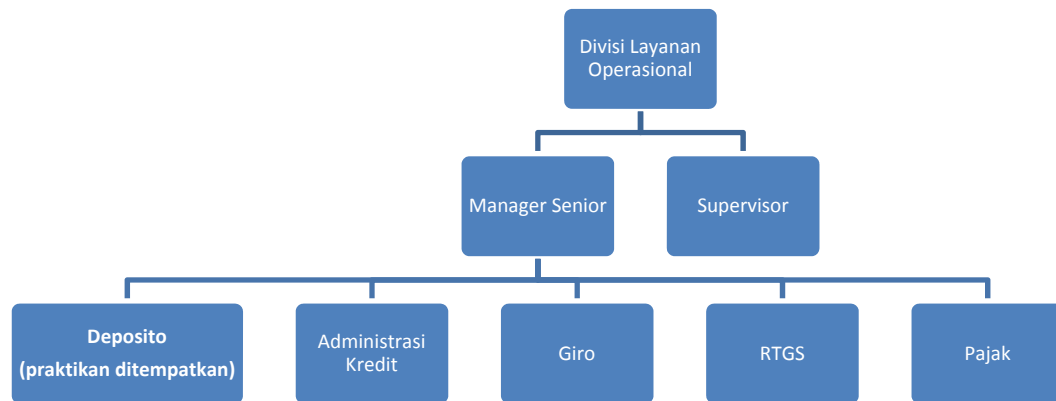 Divisi Layanan
Operasional
Manager Senior
Supervisor
Deposito
(praktikan ditempatkan)
Administrasi
Kredit
Giro
RTGS
Pajak